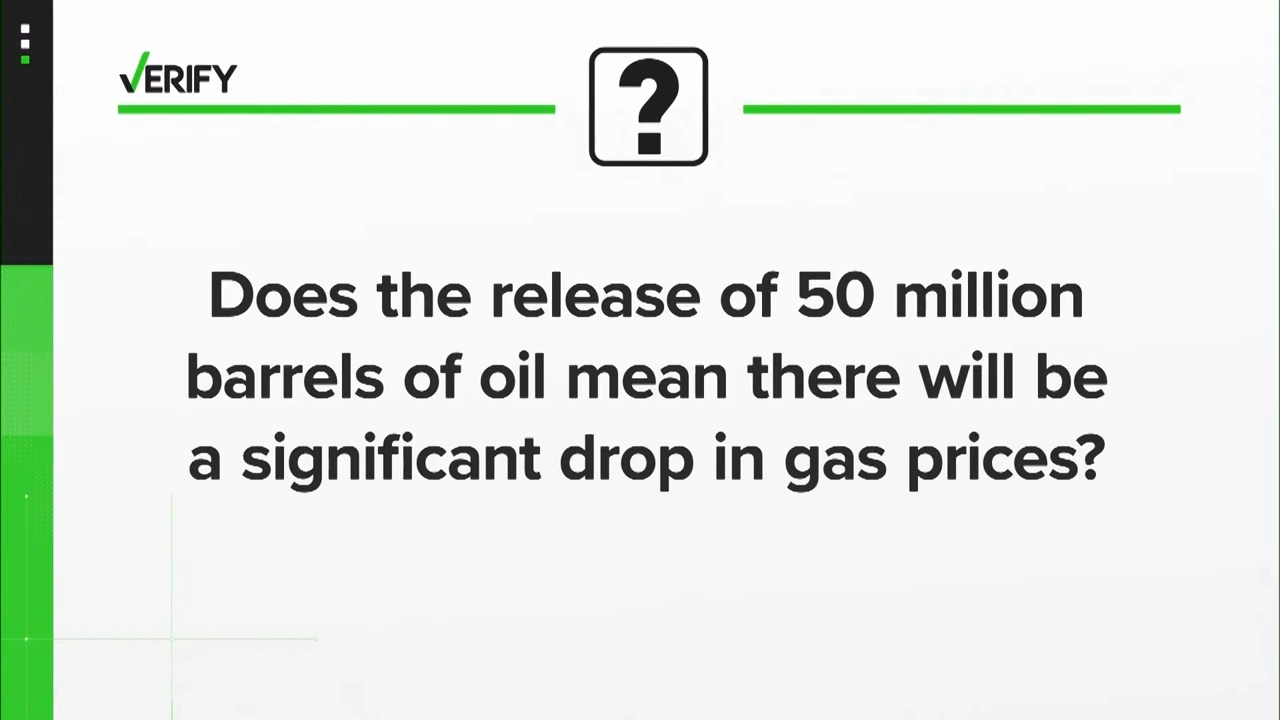 VERIFY
?
Does the release of 50 million
barrels of oil mean there will be
a significant drop in gas prices?